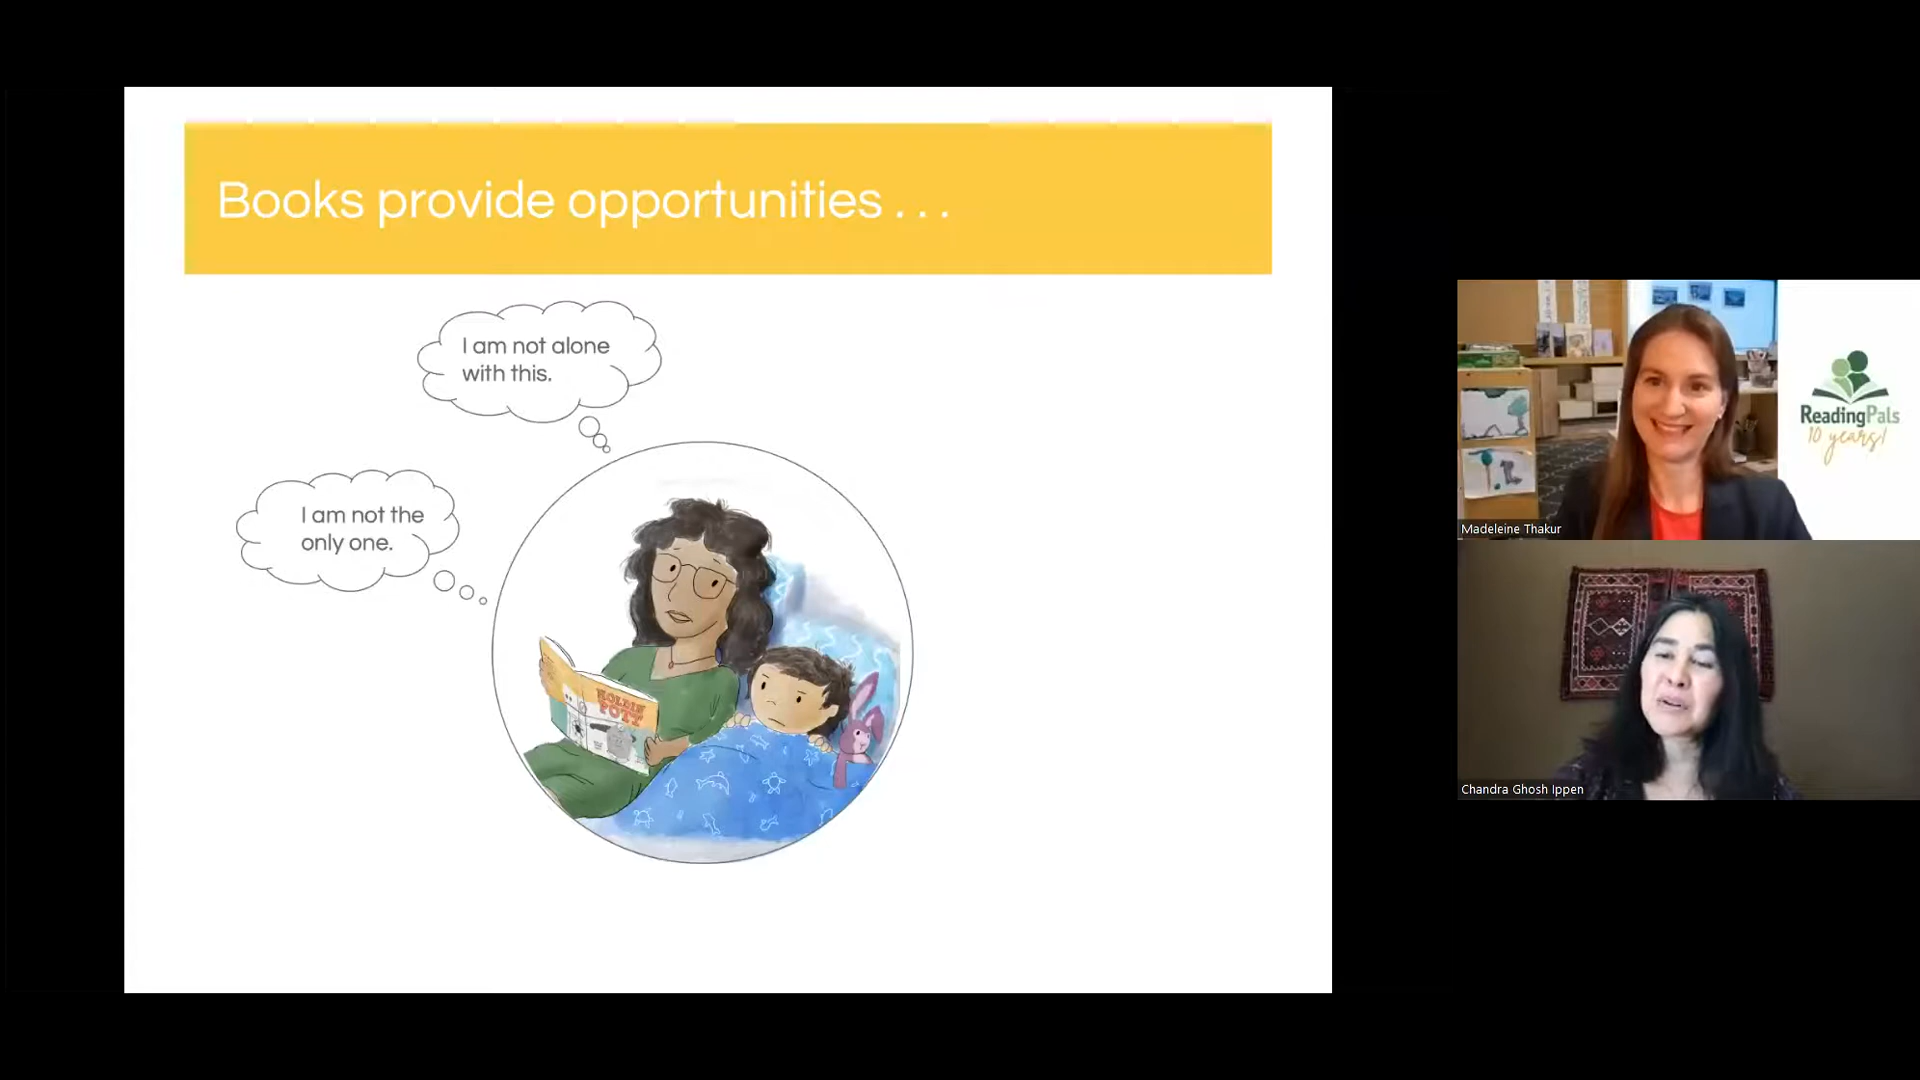 Books provide opportunities . . .
I am not alone
with this.
I am not the
only one.
HOLDIN
POTT
ReadingPals
10 years!
Madeleine Thakur
Chandra Ghosh Ippen